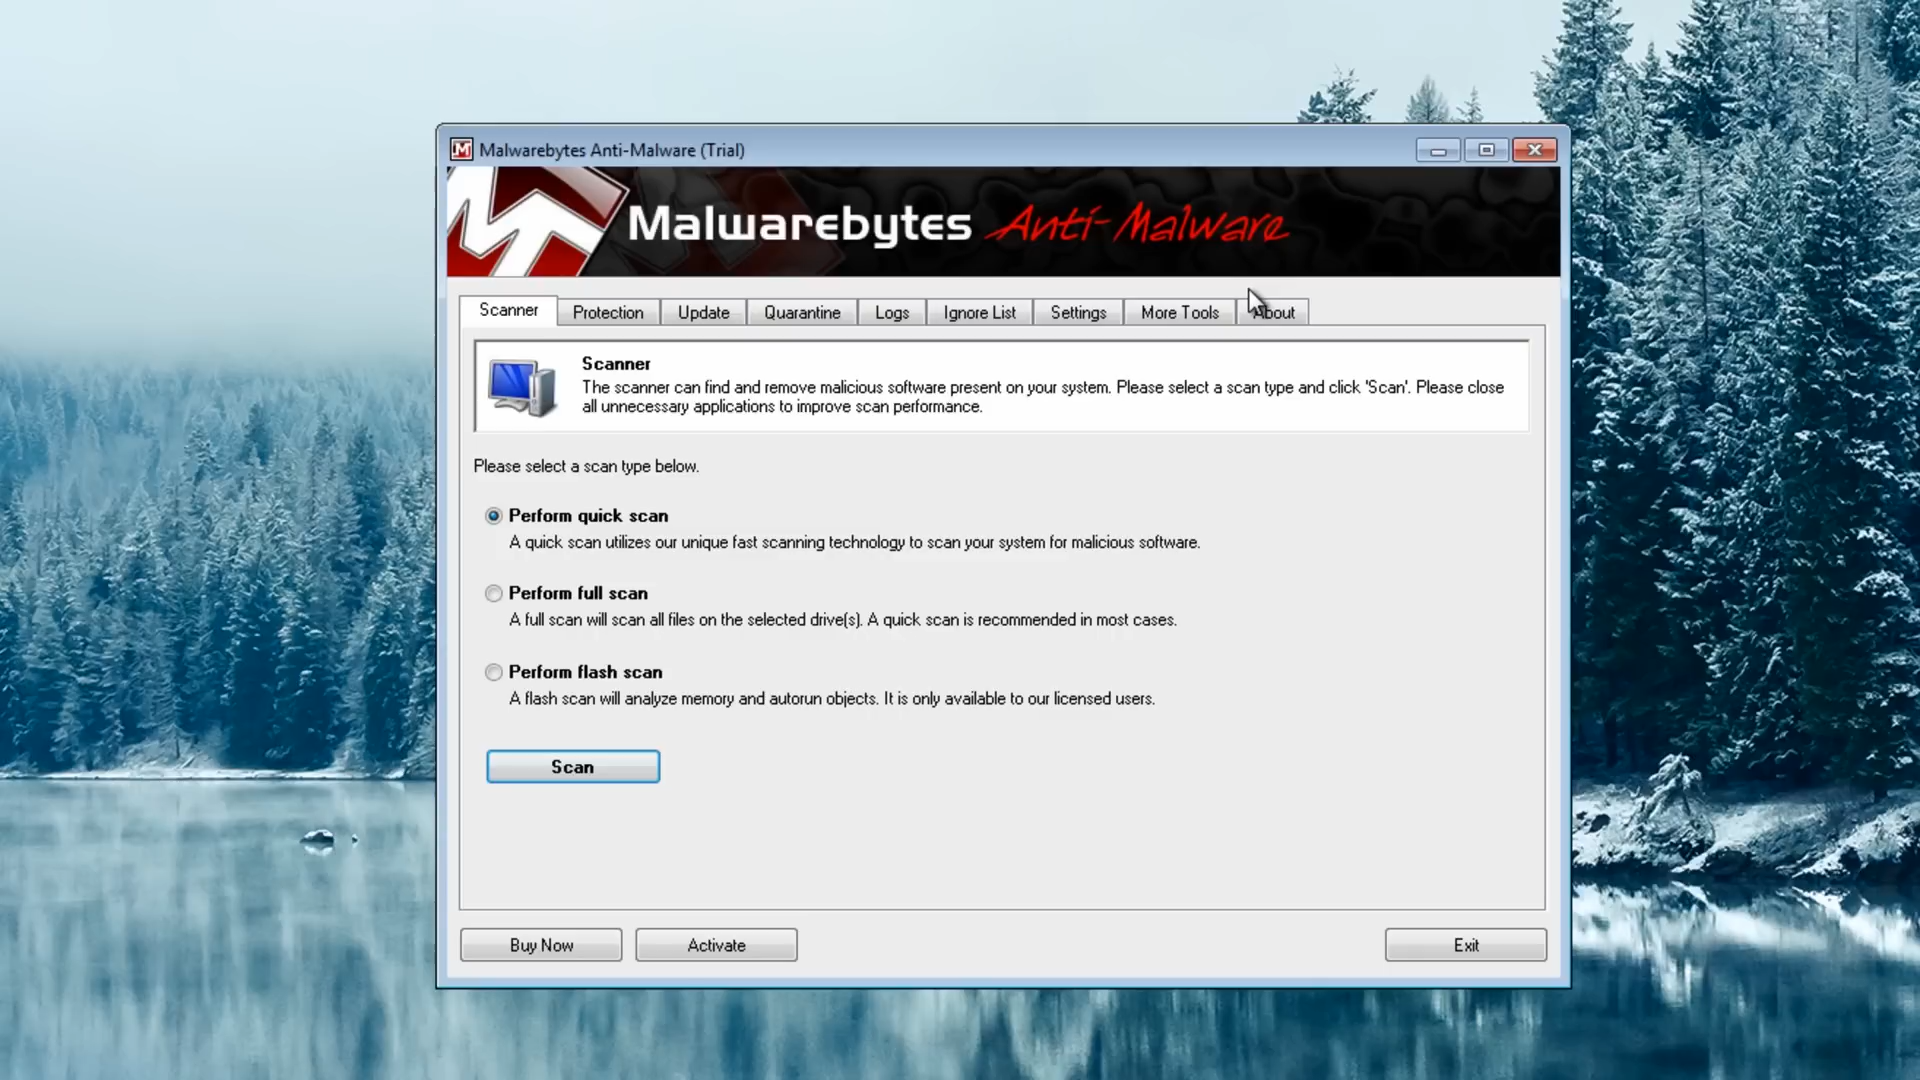 Malwarebytes Anti-Malware (Trial)
Malwarebytes Anti-Malware
Scanner Protection Update Quarantine Logs Ignore List Settings More Tools About
Scanner
The scanner can find and remove malicious software present on your system. Please select a scan type and click 'Scan'. Please close
all unnecessary applications to improve scan performance.
Please select a scan type below.
Perform quick scan
A quick scan utilizes our unique fast scanning technology to scan your system for malicious software.
Perform full scan
A full scan will scan all files on the selected drive(s). A quick scan is recommended in most cases.
Perform flash scan
A flash scan will analyze memory and autorun objects. It is only available to our licensed users.
Scan
Buy Now Activate Exit